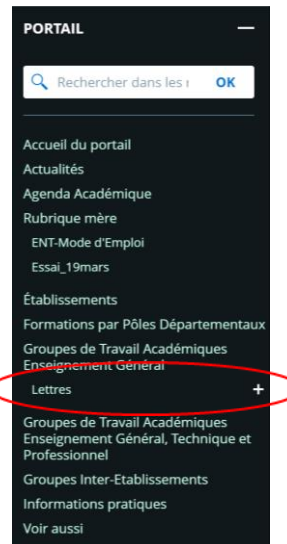 PORTAIL
Rechercher dans les r OK
Accueil du portail
Actualités
Agenda Académique
Rubrique mère
ENT-Mode d'Emploi
Essai_19mars
Établissements
Formations par Pôles Départementaux
Groupes de Travail Académiques
Enseignement Général
Lettres +
Groupes de Travail Académiques
Enseignement Général, Technique et
Professionnel
Groupes Inter-Etablissements
Informations pratiques
Voir aussi